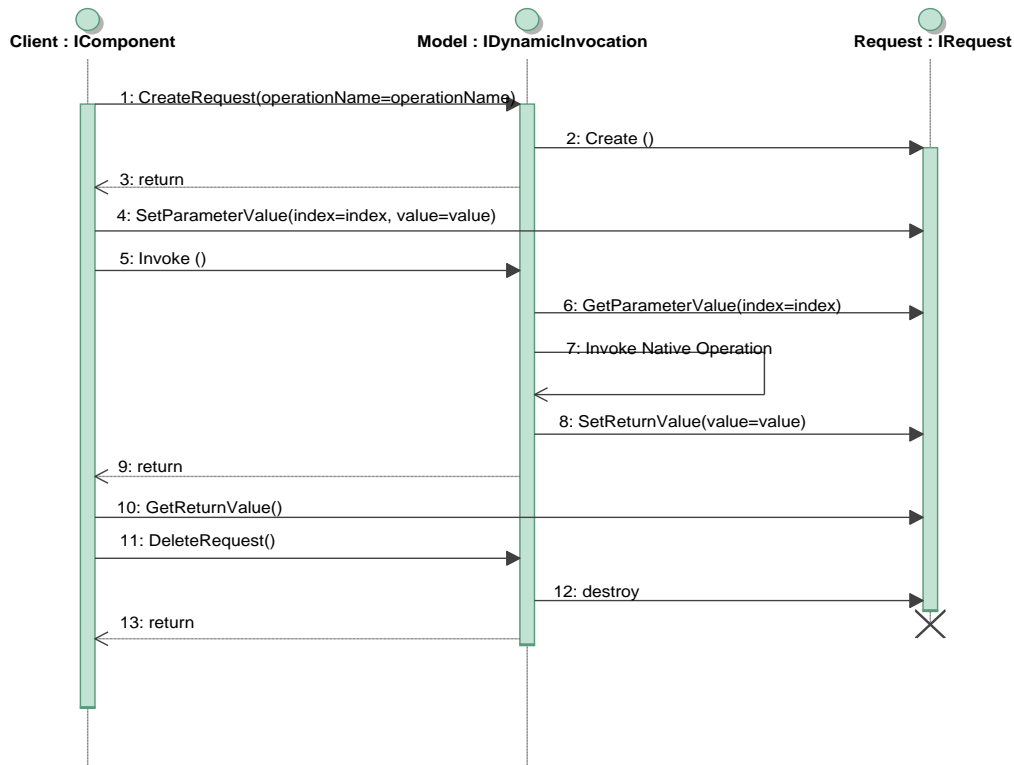 Client : IComponent
Model : IDynamicInvocation
Request : IRequest
1: CreateRequest(operationName=operationName)
2: Create ()
3: return
4: SetParameterValue(index=index, value=value)
5: Invoke ()
6: GetParameterValue(index=index)
7: Invoke Native Operation
8: SetReturnValue(value=value)
9: return
10: GetReturnValue()
11: DeleteRequest()
12: destroy
13: return